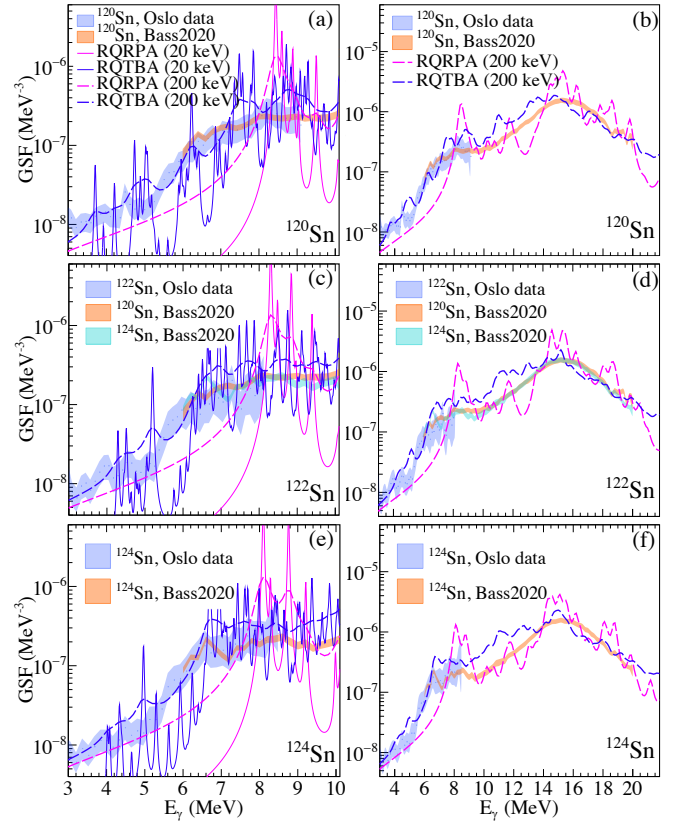 (a)
¹²⁰Sn, Oslo data
¹²⁰Sn, Bass2020
RQRPA (20 keV)
RQTBA (20 keV)
RQRPA (200 keV)
RQTBA (200 keV)
10⁻⁶
10⁻⁷
10⁻⁸
GSF (MeV⁻³)
¹²⁰Sn
(b)
¹²⁰Sn, Oslo data
¹²⁰Sn, Bass2020
RQRPA (200 keV)
RQTBA (200 keV)
10⁻⁵
10⁻⁶
10⁻⁷
10⁻⁸
¹²⁰Sn
(c)
¹²²Sn, Oslo data
¹²⁰Sn, Bass2020
¹²⁴Sn, Bass2020
10⁻⁶
10⁻⁷
10⁻⁸
GSF (MeV⁻³)
¹²²Sn
(d)
¹²²Sn, Oslo data
¹²⁰Sn, Bass2020
¹²⁴Sn, Bass2020
10⁻⁵
10⁻⁶
10⁻⁷
10⁻⁸
¹²²Sn
(e)
¹²⁴Sn, Oslo data
¹²⁴Sn, Bass2020
10⁻⁶
10⁻⁷
10⁻⁸
GSF (MeV⁻³)
¹²⁴Sn
3 4 5 6 7 8 9 10
E_γ (MeV)
(f)
¹²⁴Sn, Oslo data
¹²⁴Sn, Bass2020
10⁻⁵
10⁻⁶
10⁻⁷
10⁻⁸
¹²⁴Sn
4 6 8 10 12 14 16 18 20
E_γ (MeV)